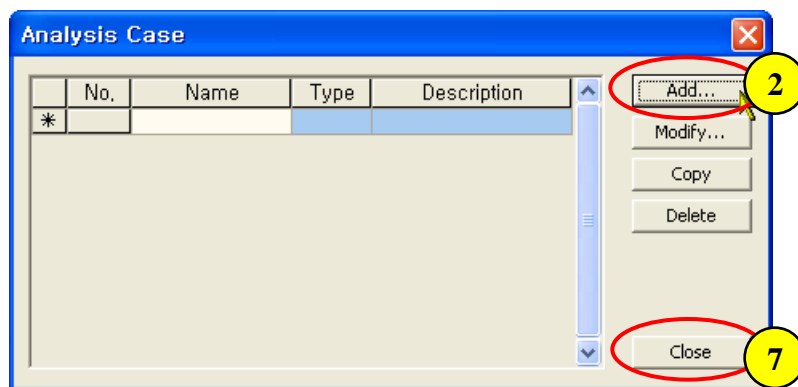 Analysis Case
No. Name Type Description
*
Add...
2
Modify...
Copy
Delete
Close
7